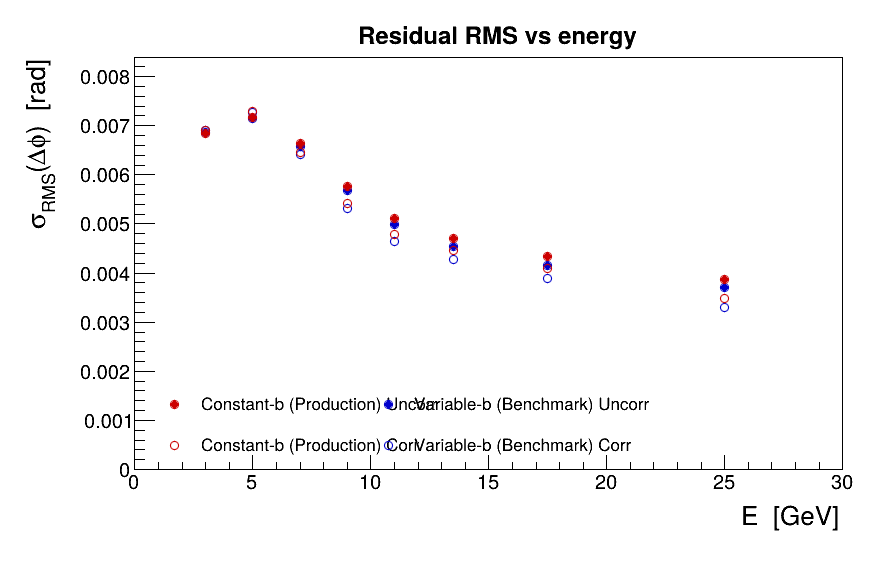 Residual RMS vs energy
σRMS(Δϕ) [rad]
0.008
0.007
0.006
0.005
0.004
0.003
0.002
0.001
0
Constant-b (Production) Uncorr
Variable-b (Benchmark) Uncorr
Constant-b (Production) Corr
Variable-b (Benchmark) Corr
0 5 10 15 20 25 30
E [GeV]